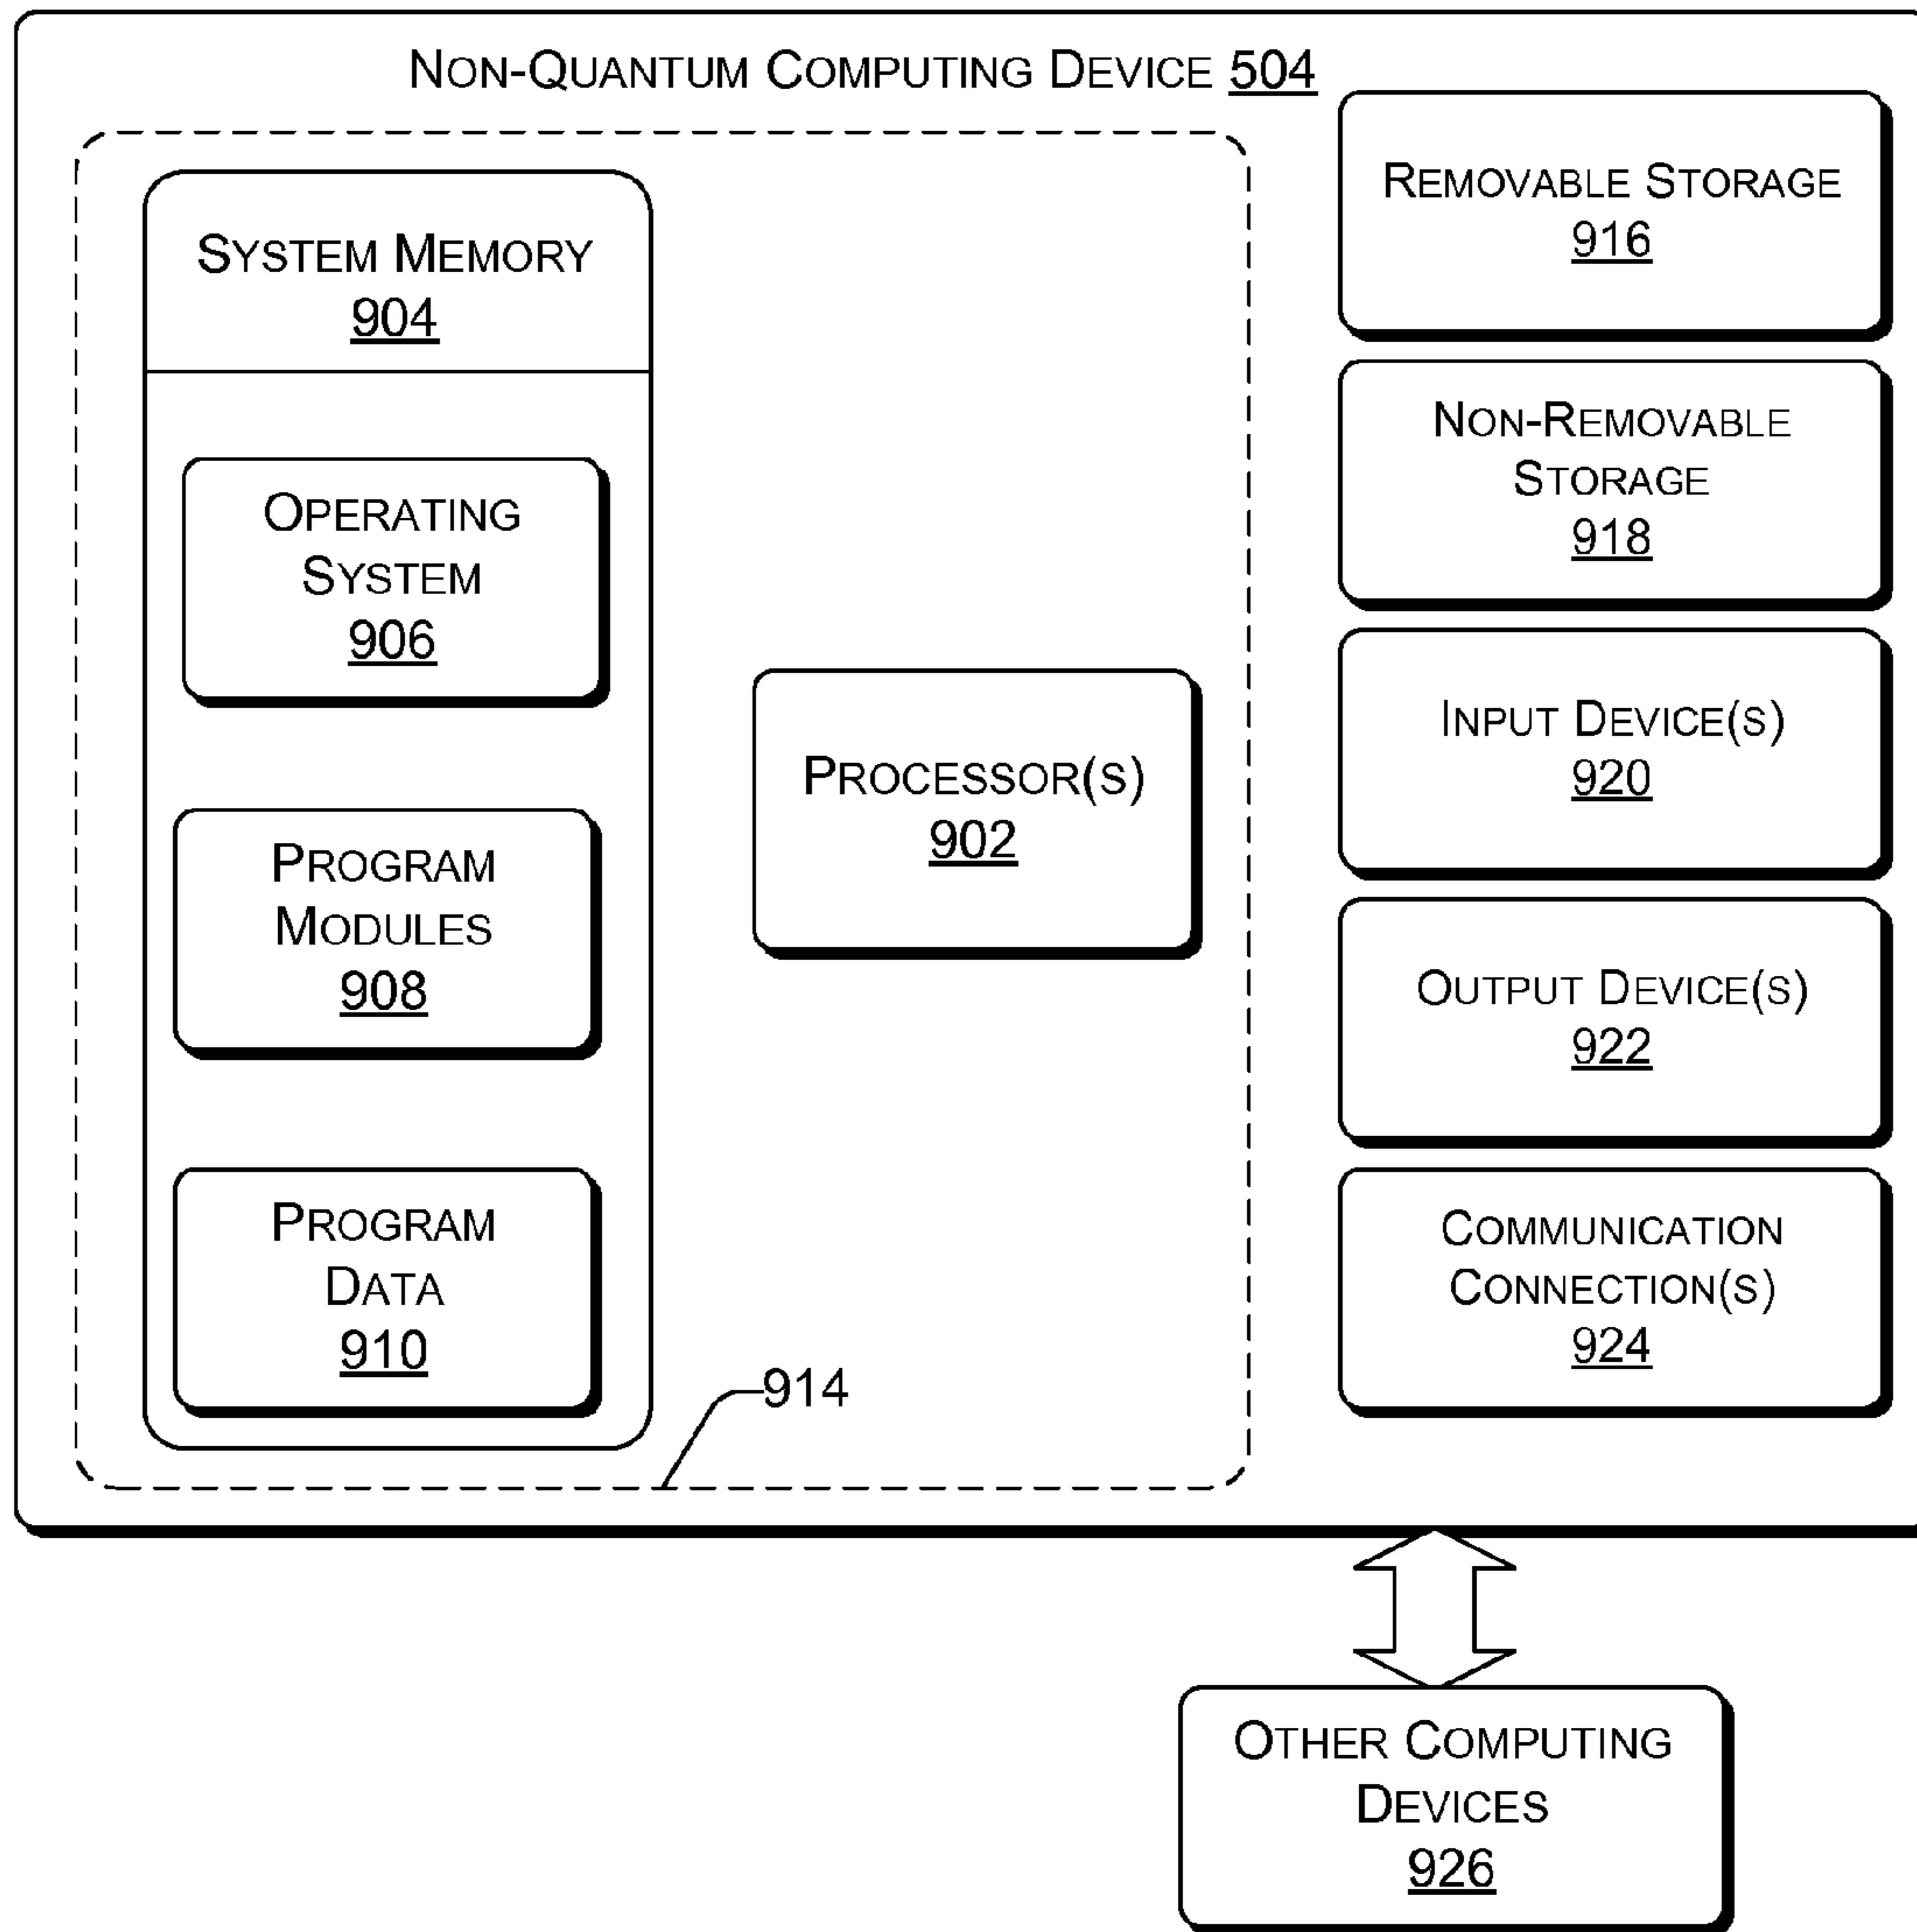 NON-QUANTUM COMPUTING DEVICE 504
SYSTEM MEMORY
904
OPERATING
SYSTEM
906
PROGRAM
MODULES
908
PROGRAM
DATA
910
PROCESSOR(S)
902
914
REMOVABLE STORAGE
916
NON-REMOVABLE
STORAGE
918
INPUT DEVICE(S)
920
OUTPUT DEVICE(S)
922
COMMUNICATION
CONNECTION(S)
924
OTHER COMPUTING
DEVICES
926